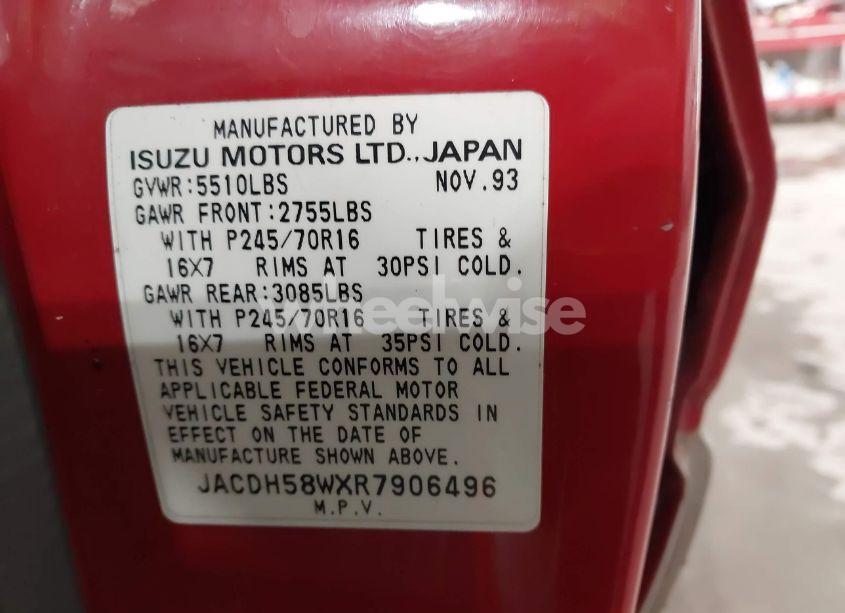 MANUFACTURED BY
ISUZU MOTORS LTD., JAPAN
GVWR:5510LBS NOV.93
GAWR FRONT:2755LBS
WITH P245/70R16 TIRES &
16X7 RIMS AT 30PSI COLD.
GAWR REAR:3085LBS
WITH P245/70R16 TIRES &
16X7 RIMS AT 35PSI COLD.
THIS VEHICLE CONFORMS TO ALL
APPLICABLE FEDERAL MOTOR
VEHICLE SAFETY STANDARDS IN
EFFECT ON THE DATE OF
MANUFACTURE SHOWN ABOVE.
JACDH58WXR7906496
M.P.V.
wheelwise